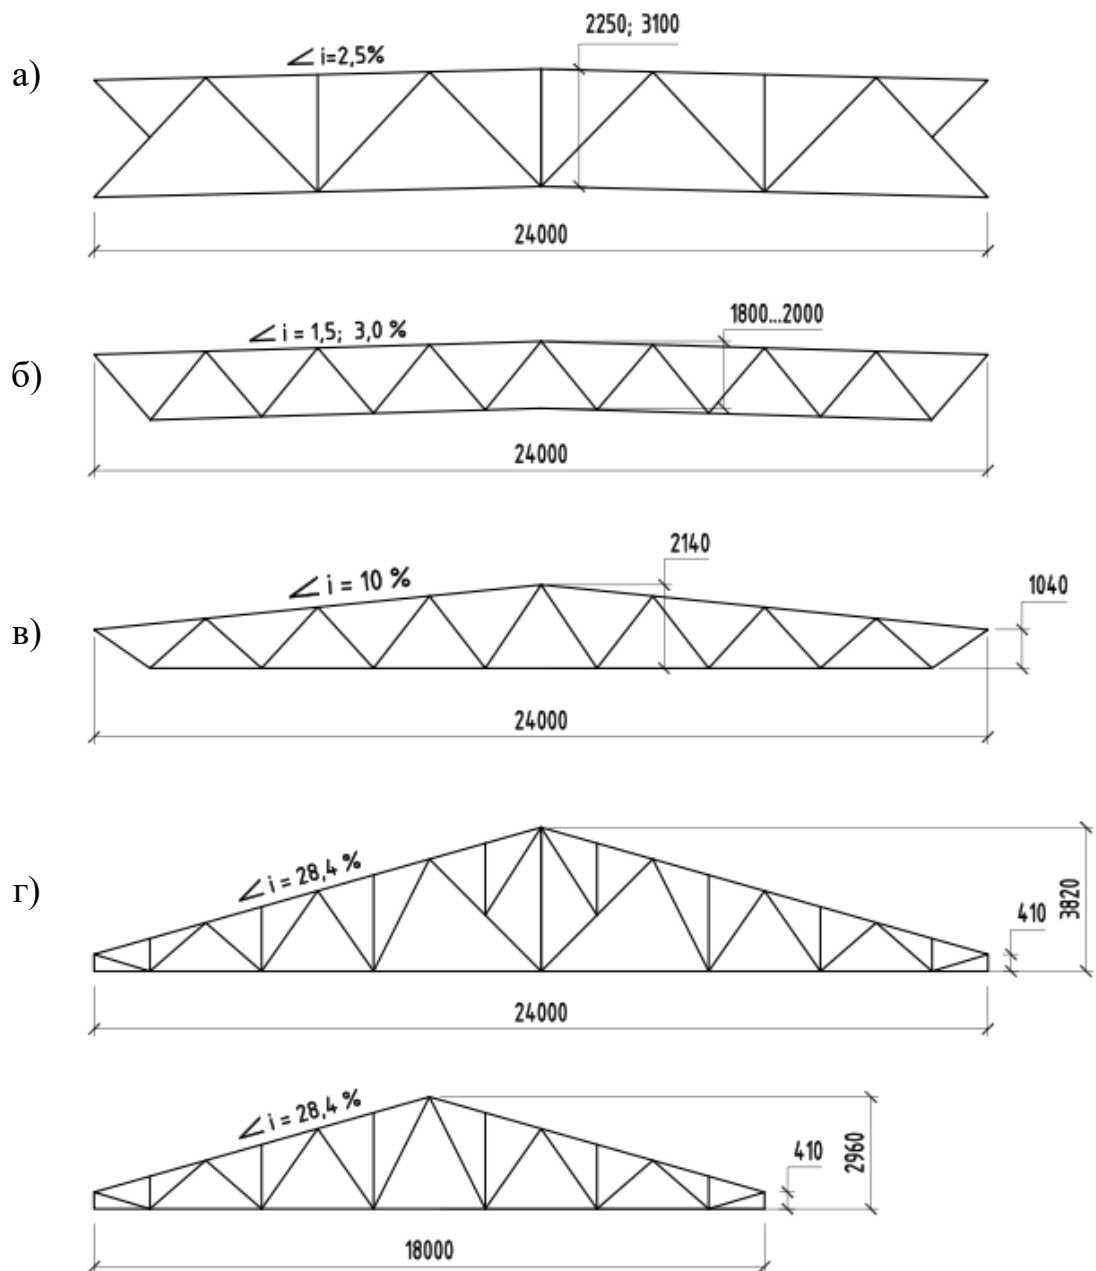 2250; 3100
∠ i=2,5%
а)
24000
1800...2000
∠ i = 1,5; 3,0 %
б)
24000
2140
∠ i = 10 %
1040
в)
24000
∠ i = 28,4 %
г)
3820
410
24000
∠ i = 28,4 %
2960
410
18000